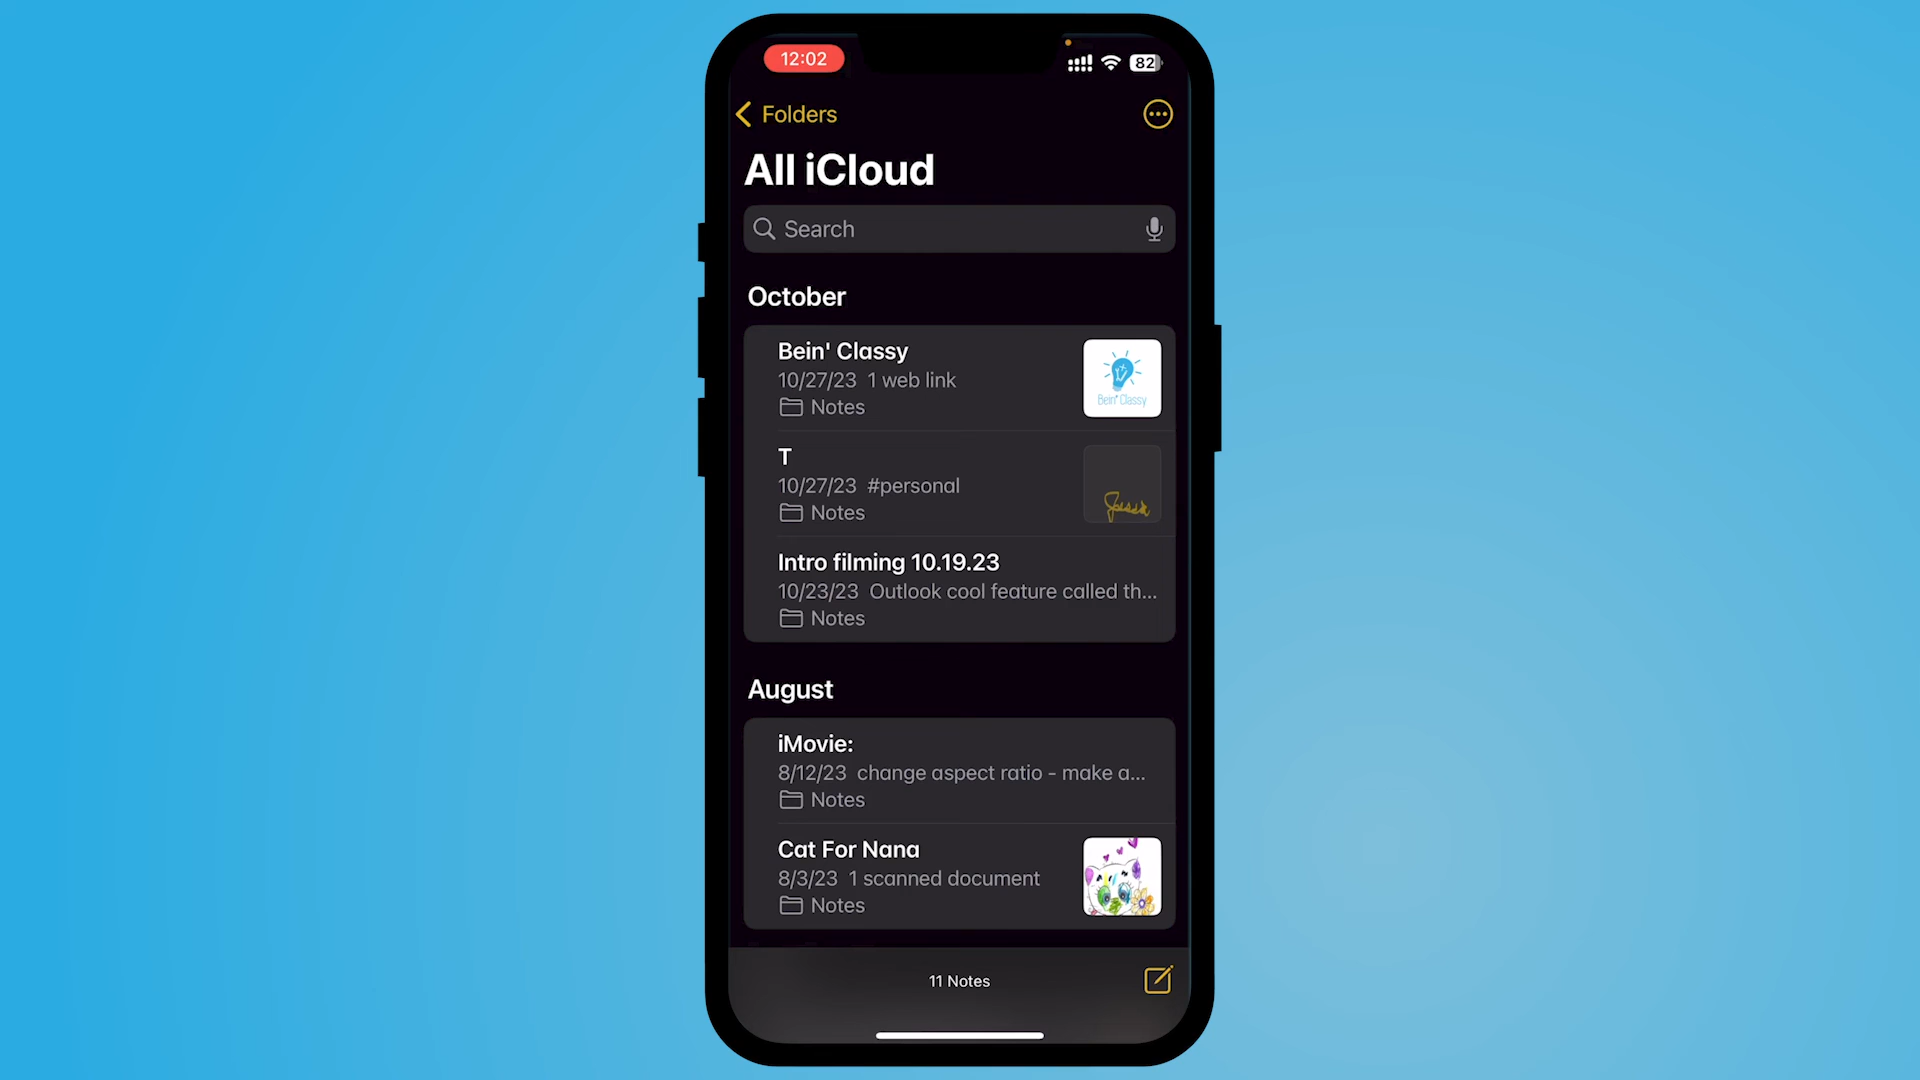 12:02
82
Folders
All iCloud
Search
October
Bein' Classy
10/27/23 1 web link
Notes
Bein' Classy
T
10/27/23 #personal
Notes
Intro filming 10.19.23
10/23/23 Outlook cool feature called th...
Notes
August
iMovie:
8/12/23 change aspect ratio - make a...
Notes
Cat For Nana
8/3/23 1 scanned document
Notes
11 Notes